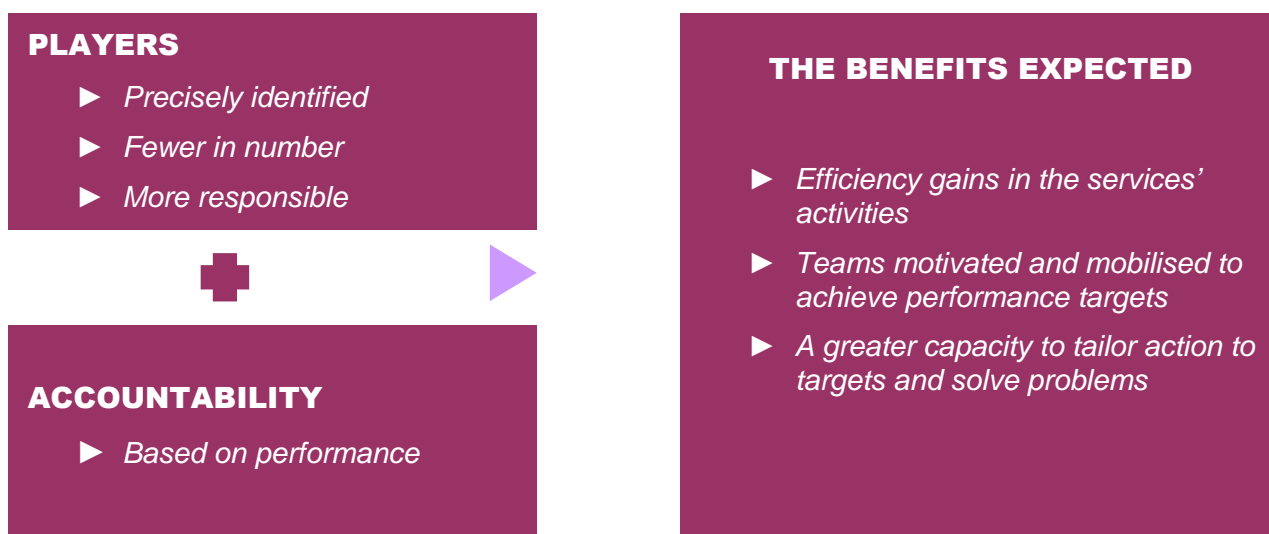 PLAYERS
► Precisely identified
► Fewer in number
► More responsible
ACCOUNTABILITY
► Based on performance
THE BENEFITS EXPECTED
► Efficiency gains in the services’
activities
► Teams motivated and mobilised to
achieve performance targets
► A greater capacity to tailor action to
targets and solve problems